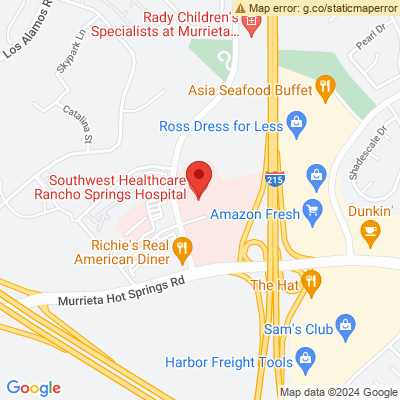 Map error: g.co/staticmaperror
Rady Children's
Specialists at Murrieta...
Los Alamos R
Skypark Ln
Pearl Dr
Asia Seafood Buffet
Catalina St
Ross Dress for Less
Shadescale Dr
Southwest Healthcare
Rancho Springs Hospital
215
Amazon Fresh
Dunkin'
Richie's Real
American Diner
Murrieta Hot Springs Rd
The Hat
Sam's Club
Harbor Freight Tools
Google
Map data ©2024 Google